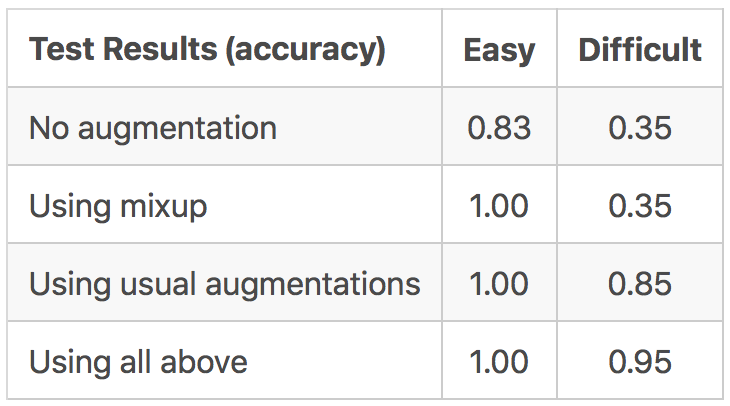 Test Results (accuracy) Easy Difficult
No augmentation 0.83 0.35
Using mixup 1.00 0.35
Using usual augmentations 1.00 0.85
Using all above 1.00 0.95